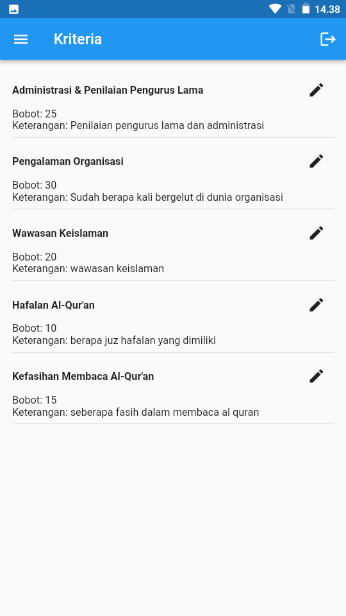 14.38
Kriteria
Administrasi & Penilaian Pengurus Lama
Bobot: 25
Keterangan: Penilaian pengurus lama dan administrasi
Pengalaman Organisasi
Bobot: 30
Keterangan: Sudah berapa kali bergelut di dunia organisasi
Wawasan Keislaman
Bobot: 20
Keterangan: wawasan keislaman
Hafalan Al-Qur'an
Bobot: 10
Keterangan: berapa juz hafalan yang dimiliki
Kefasihan Membaca Al-Qur'an
Bobot: 15
Keterangan: seberapa fasih dalam membaca al quran